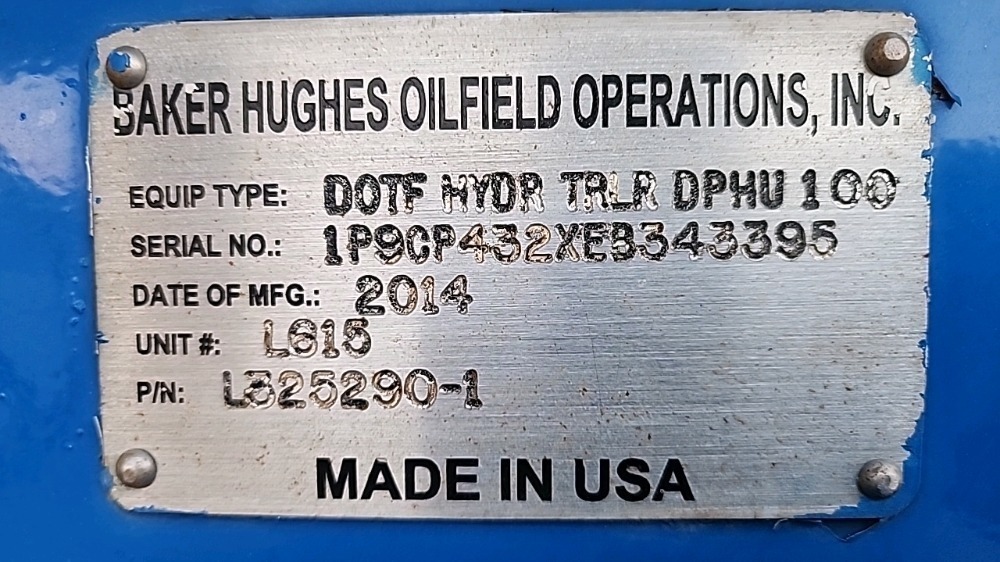 BAKER HUGHES OILFIELD OPERATIONS, INC.
EQUIP TYPE: DOTF HYDR TRLR DPHU 100
SERIAL NO.: 1P9CP432XEB343395
DATE OF MFG.: 2014
UNIT #: L615
P/N: L325290-1
MADE IN USA